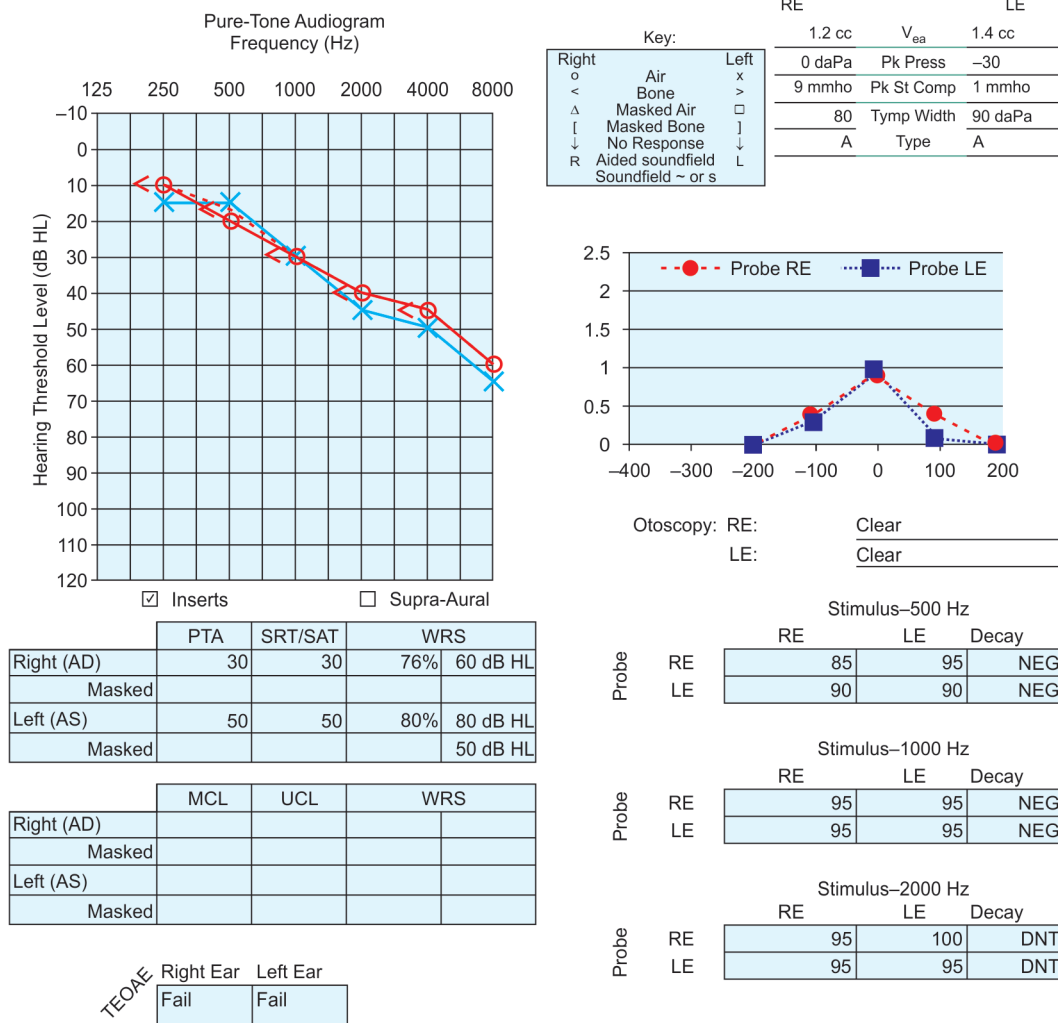 Pure-Tone Audiogram
Frequency (Hz)
125 250 500 1000 2000 4000 8000
Hearing Threshold Level (dB HL)
–10
0
10
20
30
40
50
60
70
80
90
100
110
120
☑ Inserts ☐ Supra-Aural
PTA SRT/SAT WRS
Right (AD) 30 30 76% 60 dB HL
Masked
Left (AS) 50 50 80% 80 dB HL
Masked 50 dB HL
MCL UCL WRS
Right (AD)
Masked
Left (AS)
Masked
TEOAE Right Ear Left Ear
Fail Fail
Key:
Right Left
o Air x
< Bone >
Δ Masked Air □
[ Masked Bone ]
↓ No Response ↓
R Aided soundfield L
Soundfield ~ or s
RE LE
1.2 cc Vea 1.4 cc
0 daPa Pk Press –30
9 mmho Pk St Comp 1 mmho
80 Tymp Width 90 daPa
A Type A
Probe RE Probe LE
2.5
2
1.5
1
0.5
0
–400 –300 –200 –100 0 100 200
Otoscopy: RE: Clear
LE: Clear
Stimulus–500 Hz
RE LE Decay
Probe
RE 85 95 NEG
LE 90 90 NEG
Stimulus–1000 Hz
RE LE Decay
Probe
RE 95 95 NEG
LE 95 95 NEG
Stimulus–2000 Hz
RE LE Decay
Probe
RE 95 100 DNT
LE 95 95 DNT